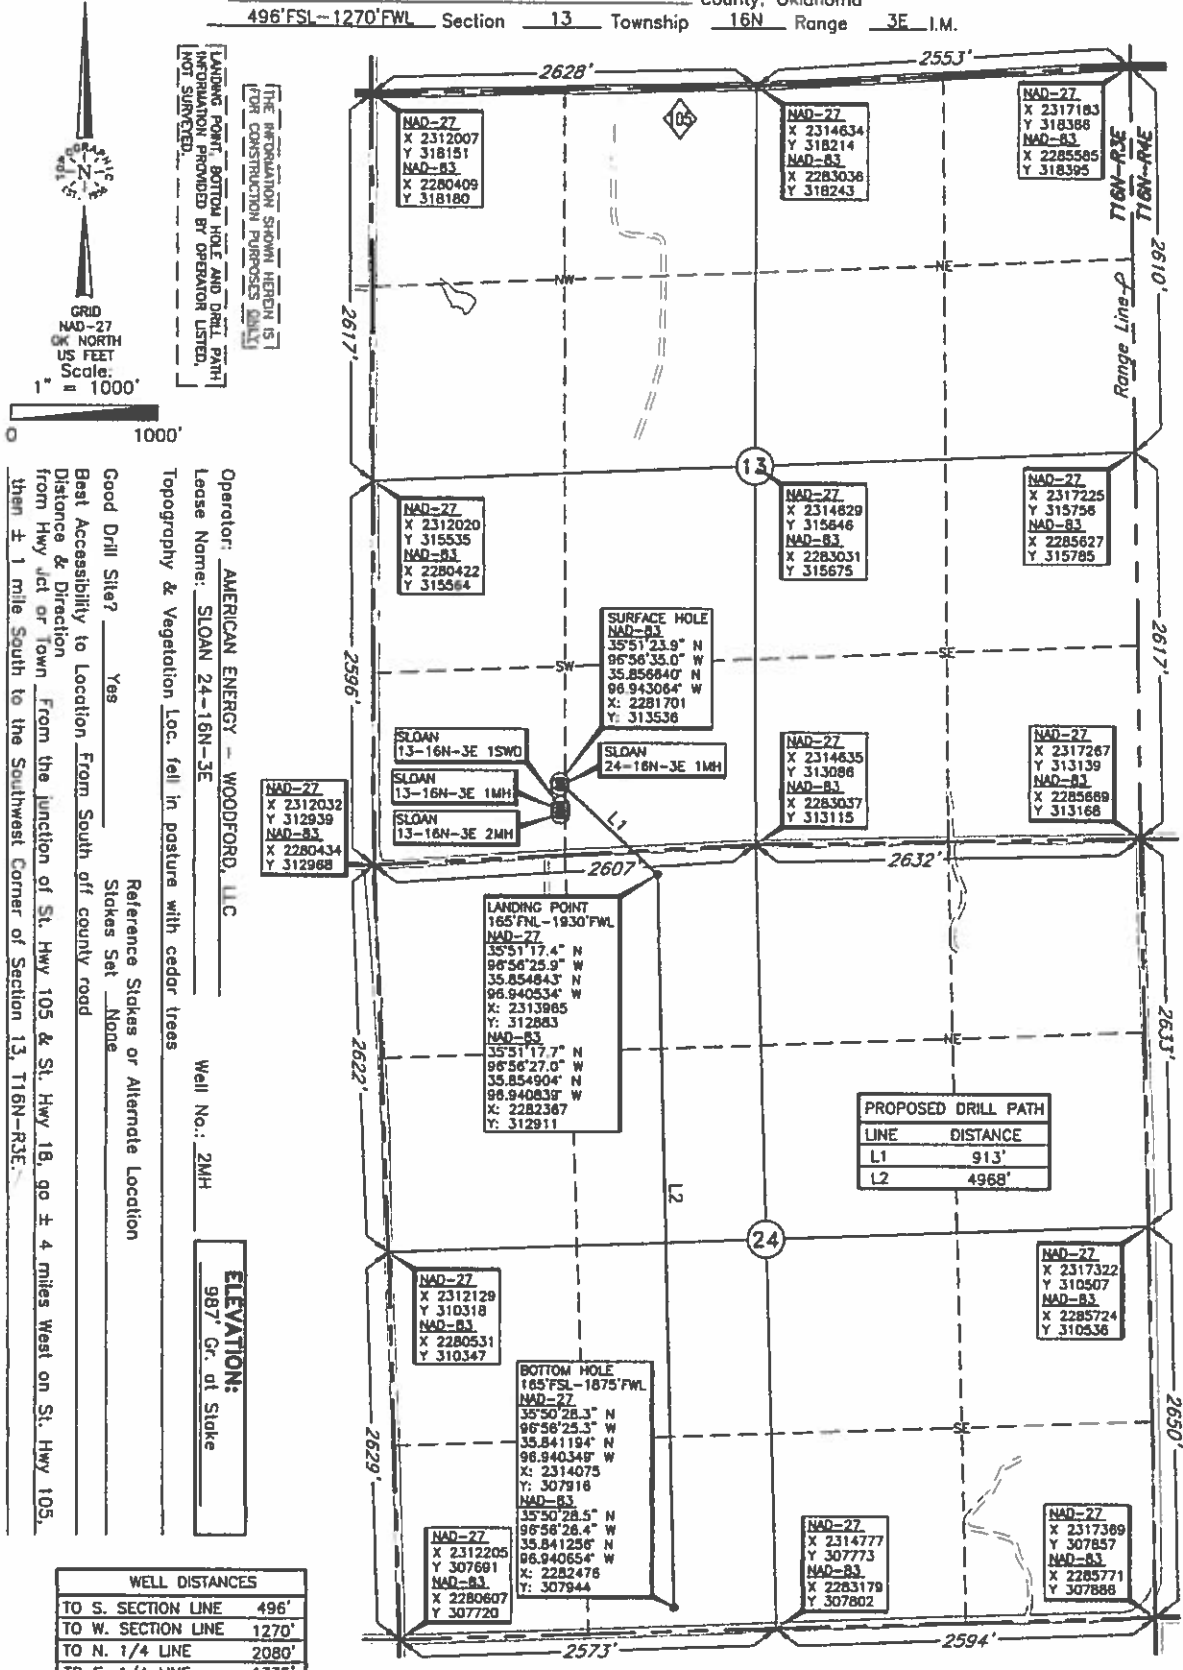 County, Oklahoma
496'FSL-1270'FWL Section 13 Township 16N Range 3E I.M.
THE INFORMATION SHOWN HEREIN IS
FOR CONSTRUCTION PURPOSES ONLY
LANDING POINT, BOTTOM HOLE AND DRILL PATH
INFORMATION PROVIDED BY OPERATOR LISTED,
NOT SURVEYED.
N
GRID
NAD-27
OK NORTH
US FEET
Scale:
1" = 1000'
0 1000'
2628'
2553'
105
NAD-27
X 2312007
Y 318151
NAD-83
X 2280409
Y 318180
NAD-27
X 2314634
Y 318214
NAD-83
X 2283036
Y 318243
NAD-27
X 2317183
Y 318366
NAD-83
X 2285585
Y 318395
T16N-R3E
T16N-R4E
2610'
Range Line
NW
NE
2617'
13
NAD-27
X 2312020
Y 315535
NAD-83
X 2280422
Y 315564
NAD-27
X 2314629
Y 315646
NAD-83
X 2283031
Y 315675
NAD-27
X 2317225
Y 315756
NAD-83
X 2285627
Y 315785
2596'
2617'
SW
SE
SURFACE HOLE
NAD-83
35°51'23.9" N
96°56'35.0" W
35.856640° N
96.943064° W
X: 2281701
Y: 313536
SLOAN
13-16N-3E 1SWD
SLOAN
13-16N-3E 1MH
SLOAN
13-16N-3E 2MH
SLOAN
24-16N-3E 1MH
NAD-27
X 2312032
Y 312939
NAD-83
X 2280434
Y 312968
NAD-27
X 2314635
Y 313086
NAD-83
X 2283037
Y 313115
NAD-27
X 2317267
Y 313139
NAD-83
X 2285669
Y 313168
L1
2607'
2632'
LANDING POINT
165'FNL-1930'FWL
NAD-27
35°51'17.4" N
96°56'25.9" W
35.854843° N
96.940534° W
X: 2313965
Y: 312883
NAD-83
35°51'17.7" N
96°56'27.0" W
35.854904° N
96.940839° W
X: 2282367
Y: 312911
2622'
2633'
NE
PROPOSED DRILL PATH
LINE DISTANCE
L1 913'
L2 4968'
L2
24
NAD-27
X 2312129
Y 310318
NAD-83
X 2280531
Y 310347
NAD-27
X 2317322
Y 310507
NAD-83
X 2285724
Y 310536
2629'
2650'
SE
BOTTOM HOLE
165'FSL-1875'FWL
NAD-27
35°50'28.3" N
96°56'25.3" W
35.841194° N
96.940349° W
X: 2314075
Y: 307916
NAD-83
35°50'28.5" N
96°56'26.4" W
35.841256° N
96.940654° W
X: 2282476
Y: 307944
NAD-27
X 2312205
Y 307691
NAD-83
X 2280607
Y 307720
NAD-27
X 2314777
Y 307773
NAD-83
X 2283179
Y 307802
NAD-27
X 2317369
Y 307857
NAD-83
X 2285771
Y 307886
2573'
2594'
Operator: AMERICAN ENERGY - WOODFORD, LLC
Lease Name: SLOAN 24-16N-3E Well No.: 2MH
ELEVATION:
987' Gr. at Stake
Topography & Vegetation Loc. fell in pasture with cedar trees
Reference Stakes or Alternate Location
Good Drill Site? Yes Stakes Set None
Best Accessibility to Location From South off county road
Distance & Direction
from Hwy Jct or Town From the junction of St. Hwy 105 & St. Hwy 18, go ± 4 miles West on St. Hwy 105,
then ± 1 mile South to the Southwest Corner of Section 13, T16N-R3E.
WELL DISTANCES
TO S. SECTION LINE 496'
TO W. SECTION LINE 1270'
TO N. 1/4 LINE 2080'